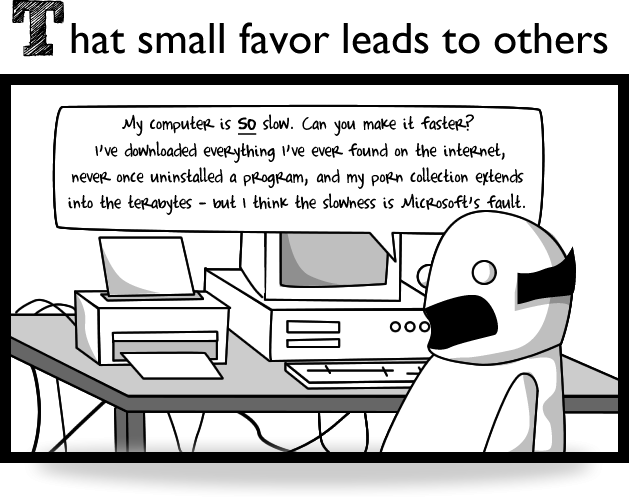 That small favor leads to others
My computer is SO slow. Can you make it faster?
I've downloaded everything I've ever found on the internet,
never once uninstalled a program, and my porn collection extends
into the terabytes - but I think the slowness is Microsoft's fault.